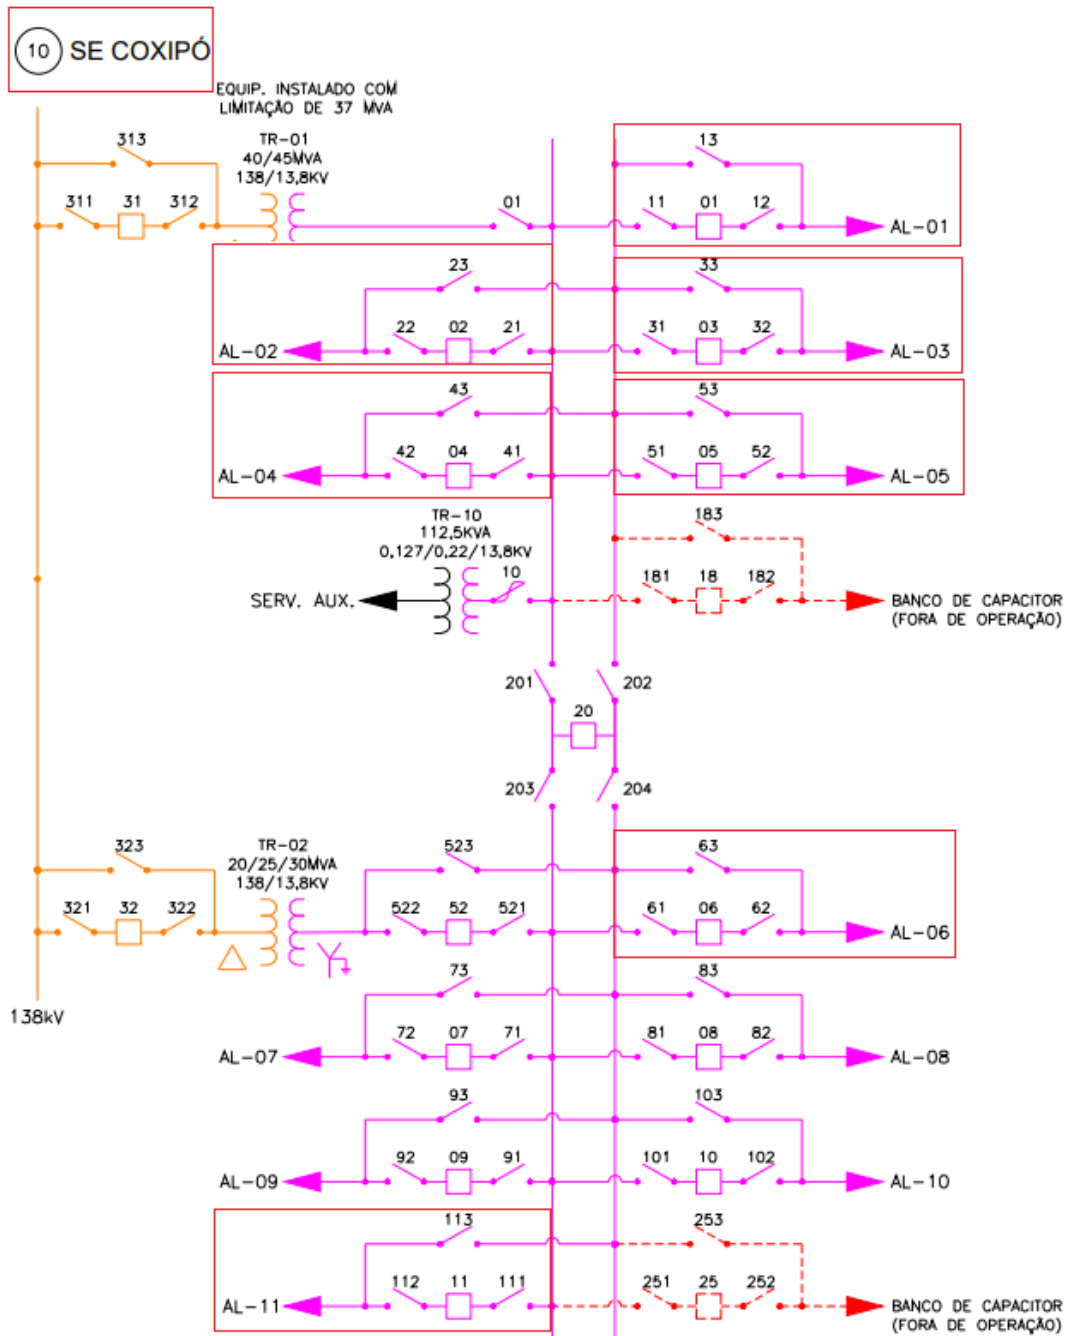 10 SE COXIPÓ
EQUIP. INSTALADO COM
LIMITAÇÃO DE 37 MVA
313
TR-01
40/45MVA
138/13,8KV
13
311 31 312
01
11 01 12
AL-01
23
33
22 02 21
31 03 32
AL-02
AL-03
43
53
42 04 41
51 05 52
AL-04
AL-05
TR-10
112,5KVA
0,127/0,22/13,8KV
183
10
181 18 182
SERV. AUX.
BANCO DE CAPACITOR
(FORA DE OPERAÇÃO)
201
202
20
203
204
323
TR-02
20/25/30MVA
138/13,8KV
523
63
321 32 322
522 52 521
61 06 62
AL-06
73
83
138kV
72 07 71
81 08 82
AL-07
AL-08
93
103
92 09 91
101 10 102
AL-09
AL-10
113
253
112 11 111
251 25 252
AL-11
BANCO DE CAPACITOR
(FORA DE OPERAÇÃO)